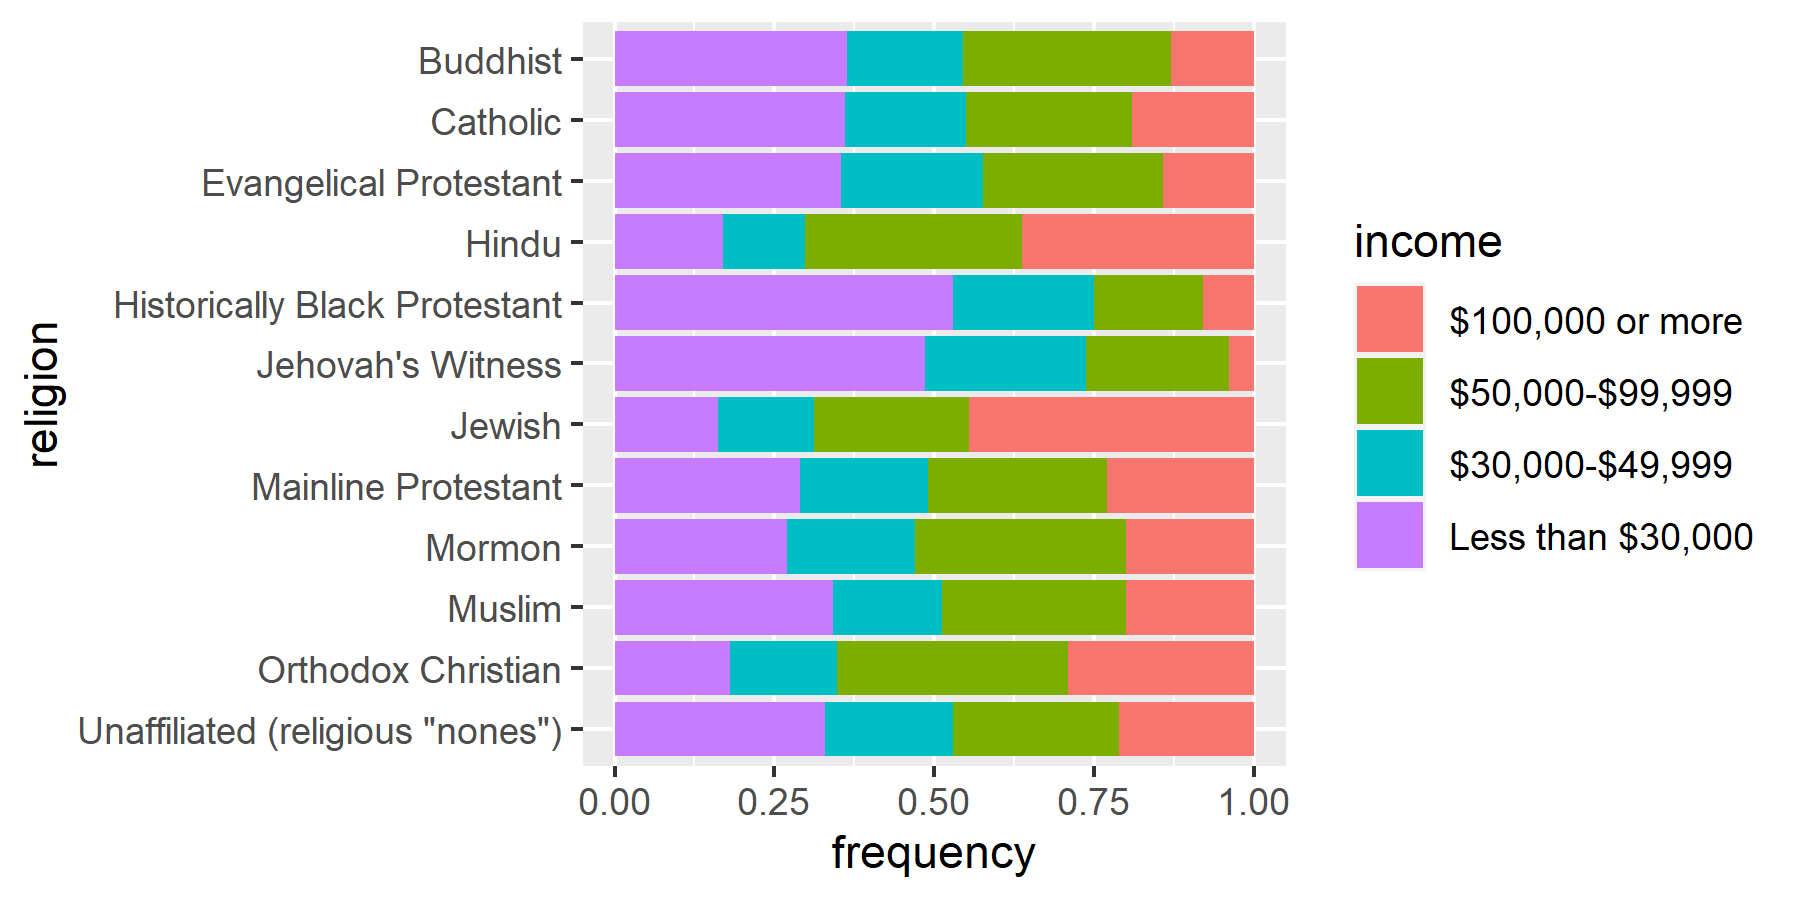 religion
Buddhist
Catholic
Evangelical Protestant
Hindu
Historically Black Protestant
Jehovah's Witness
Jewish
Mainline Protestant
Mormon
Muslim
Orthodox Christian
Unaffiliated (religious "nones")
0.00 0.25 0.50 0.75 1.00
frequency
income
$100,000 or more
$50,000-$99,999
$30,000-$49,999
Less than $30,000